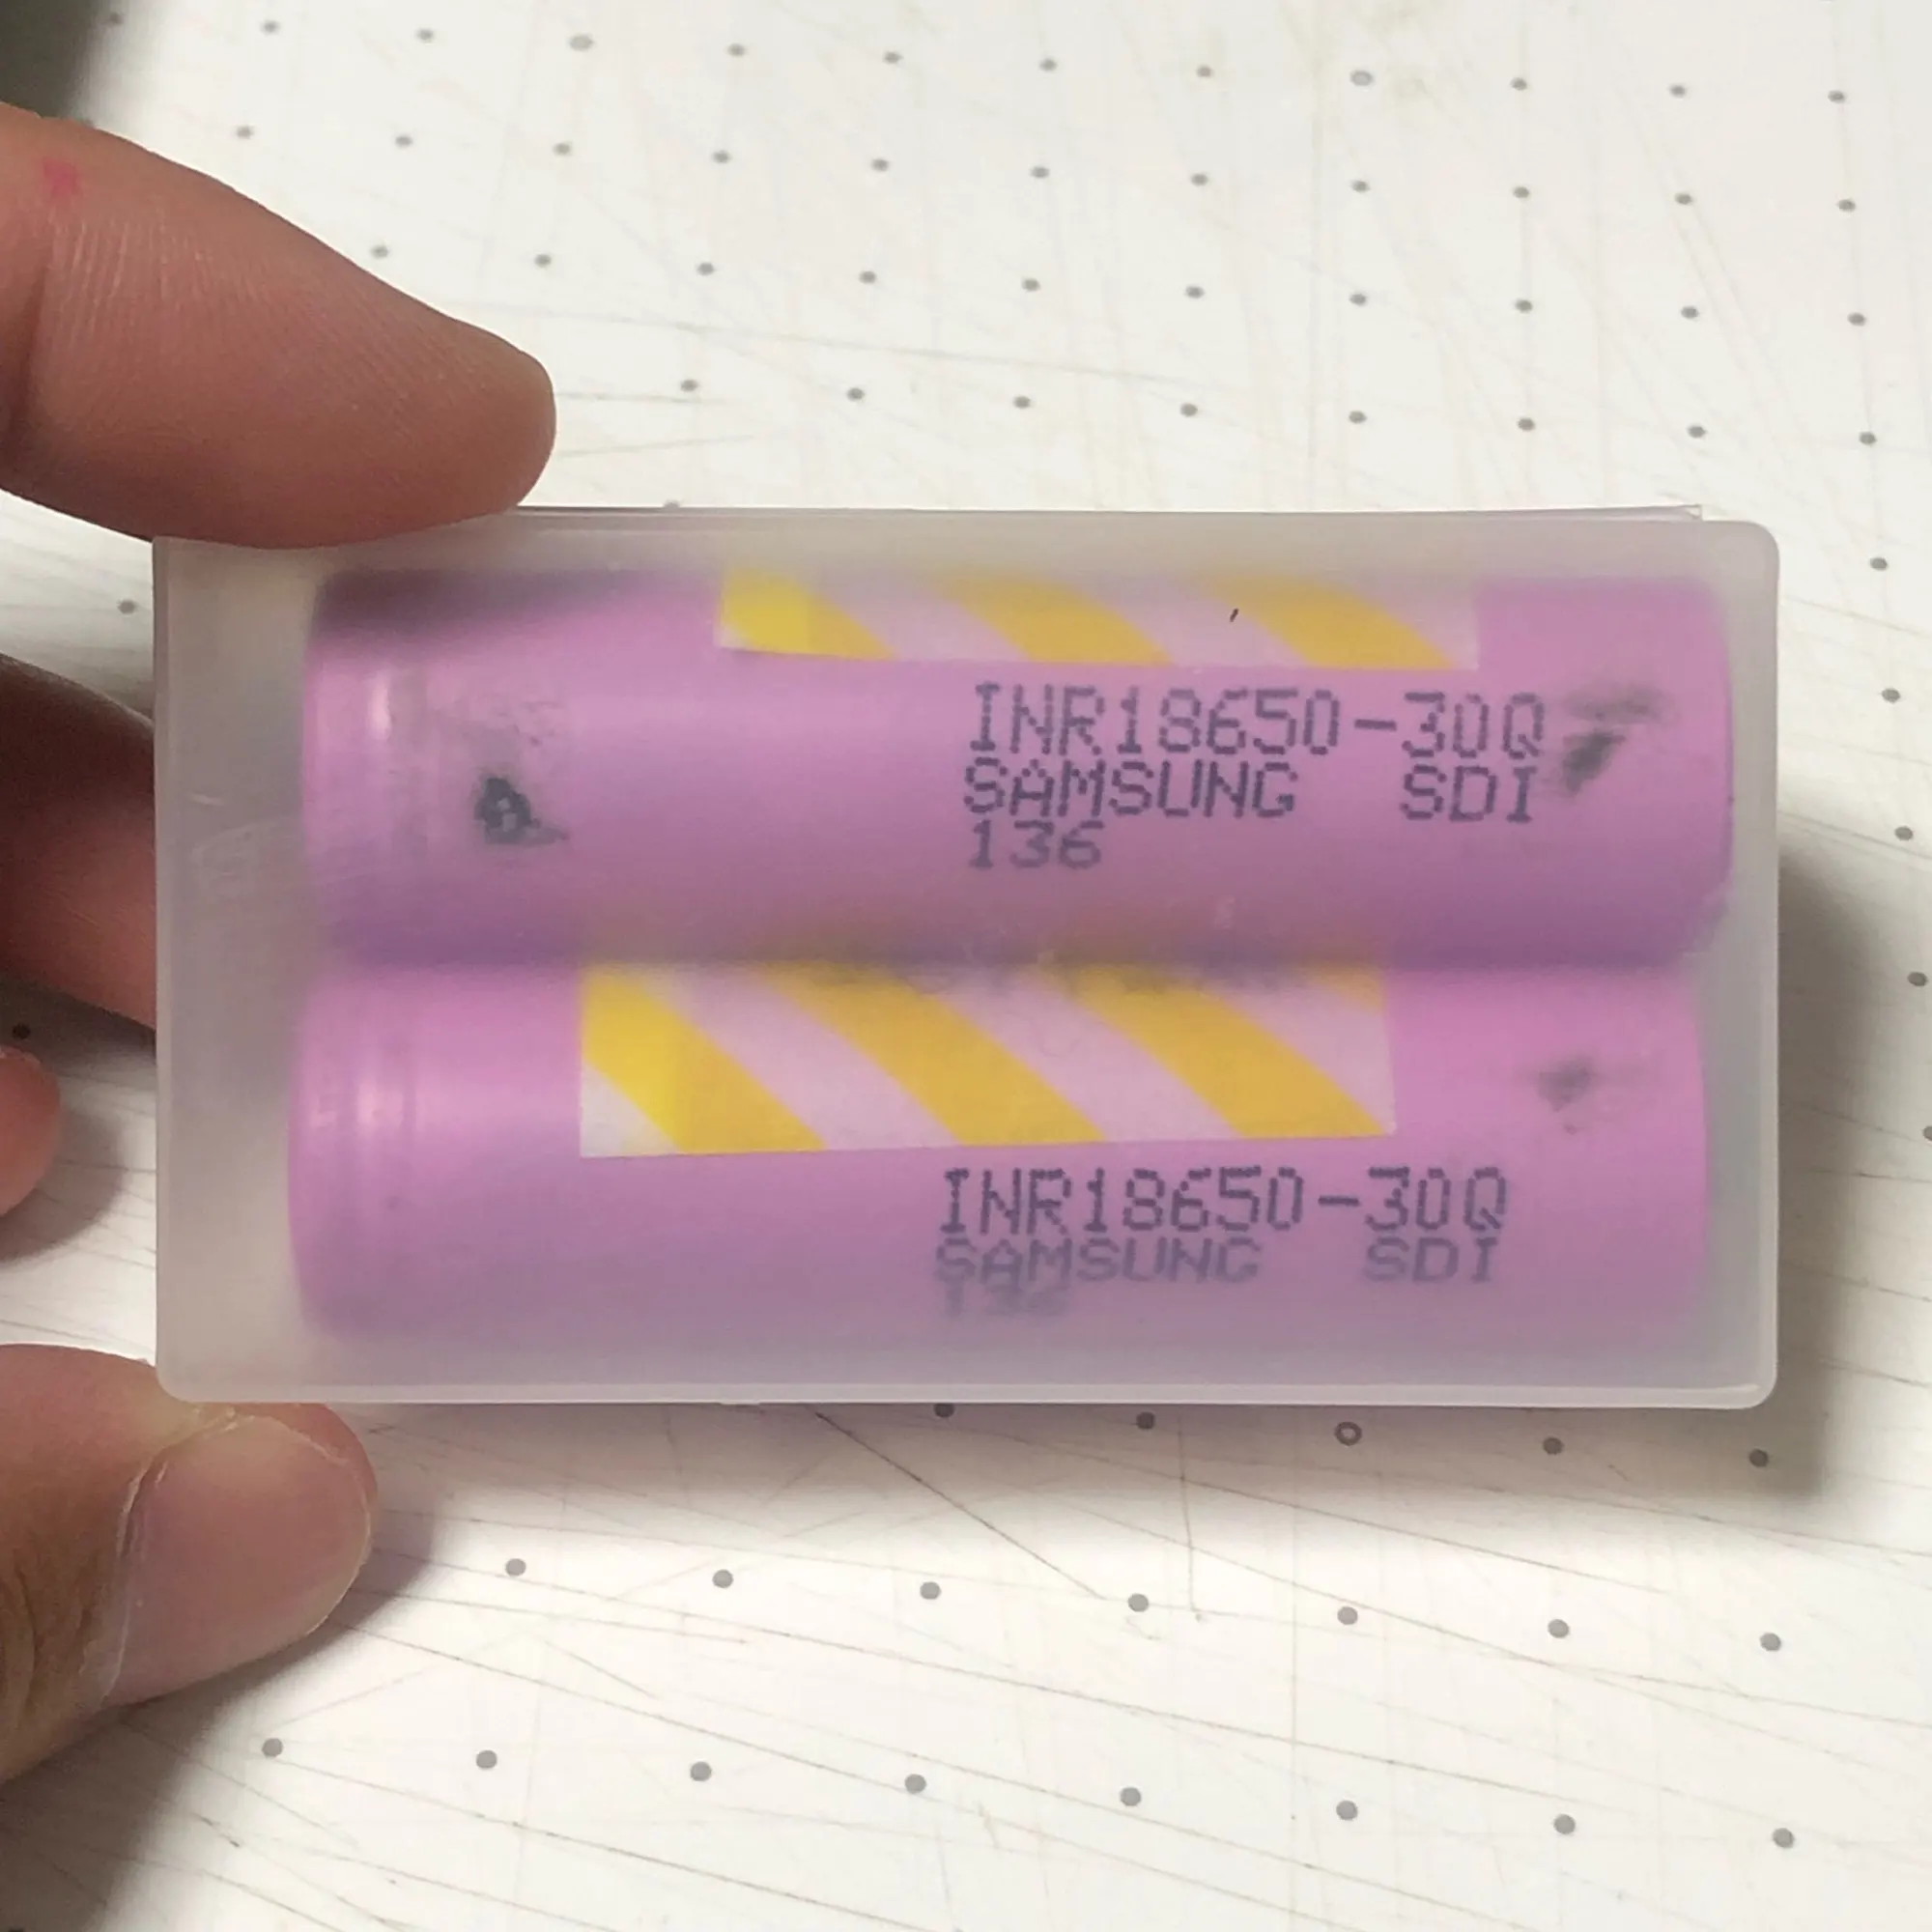 INR18650-30Q
SAMSUNG SDI
136
INR18650-30Q
SAMSUNG SDI